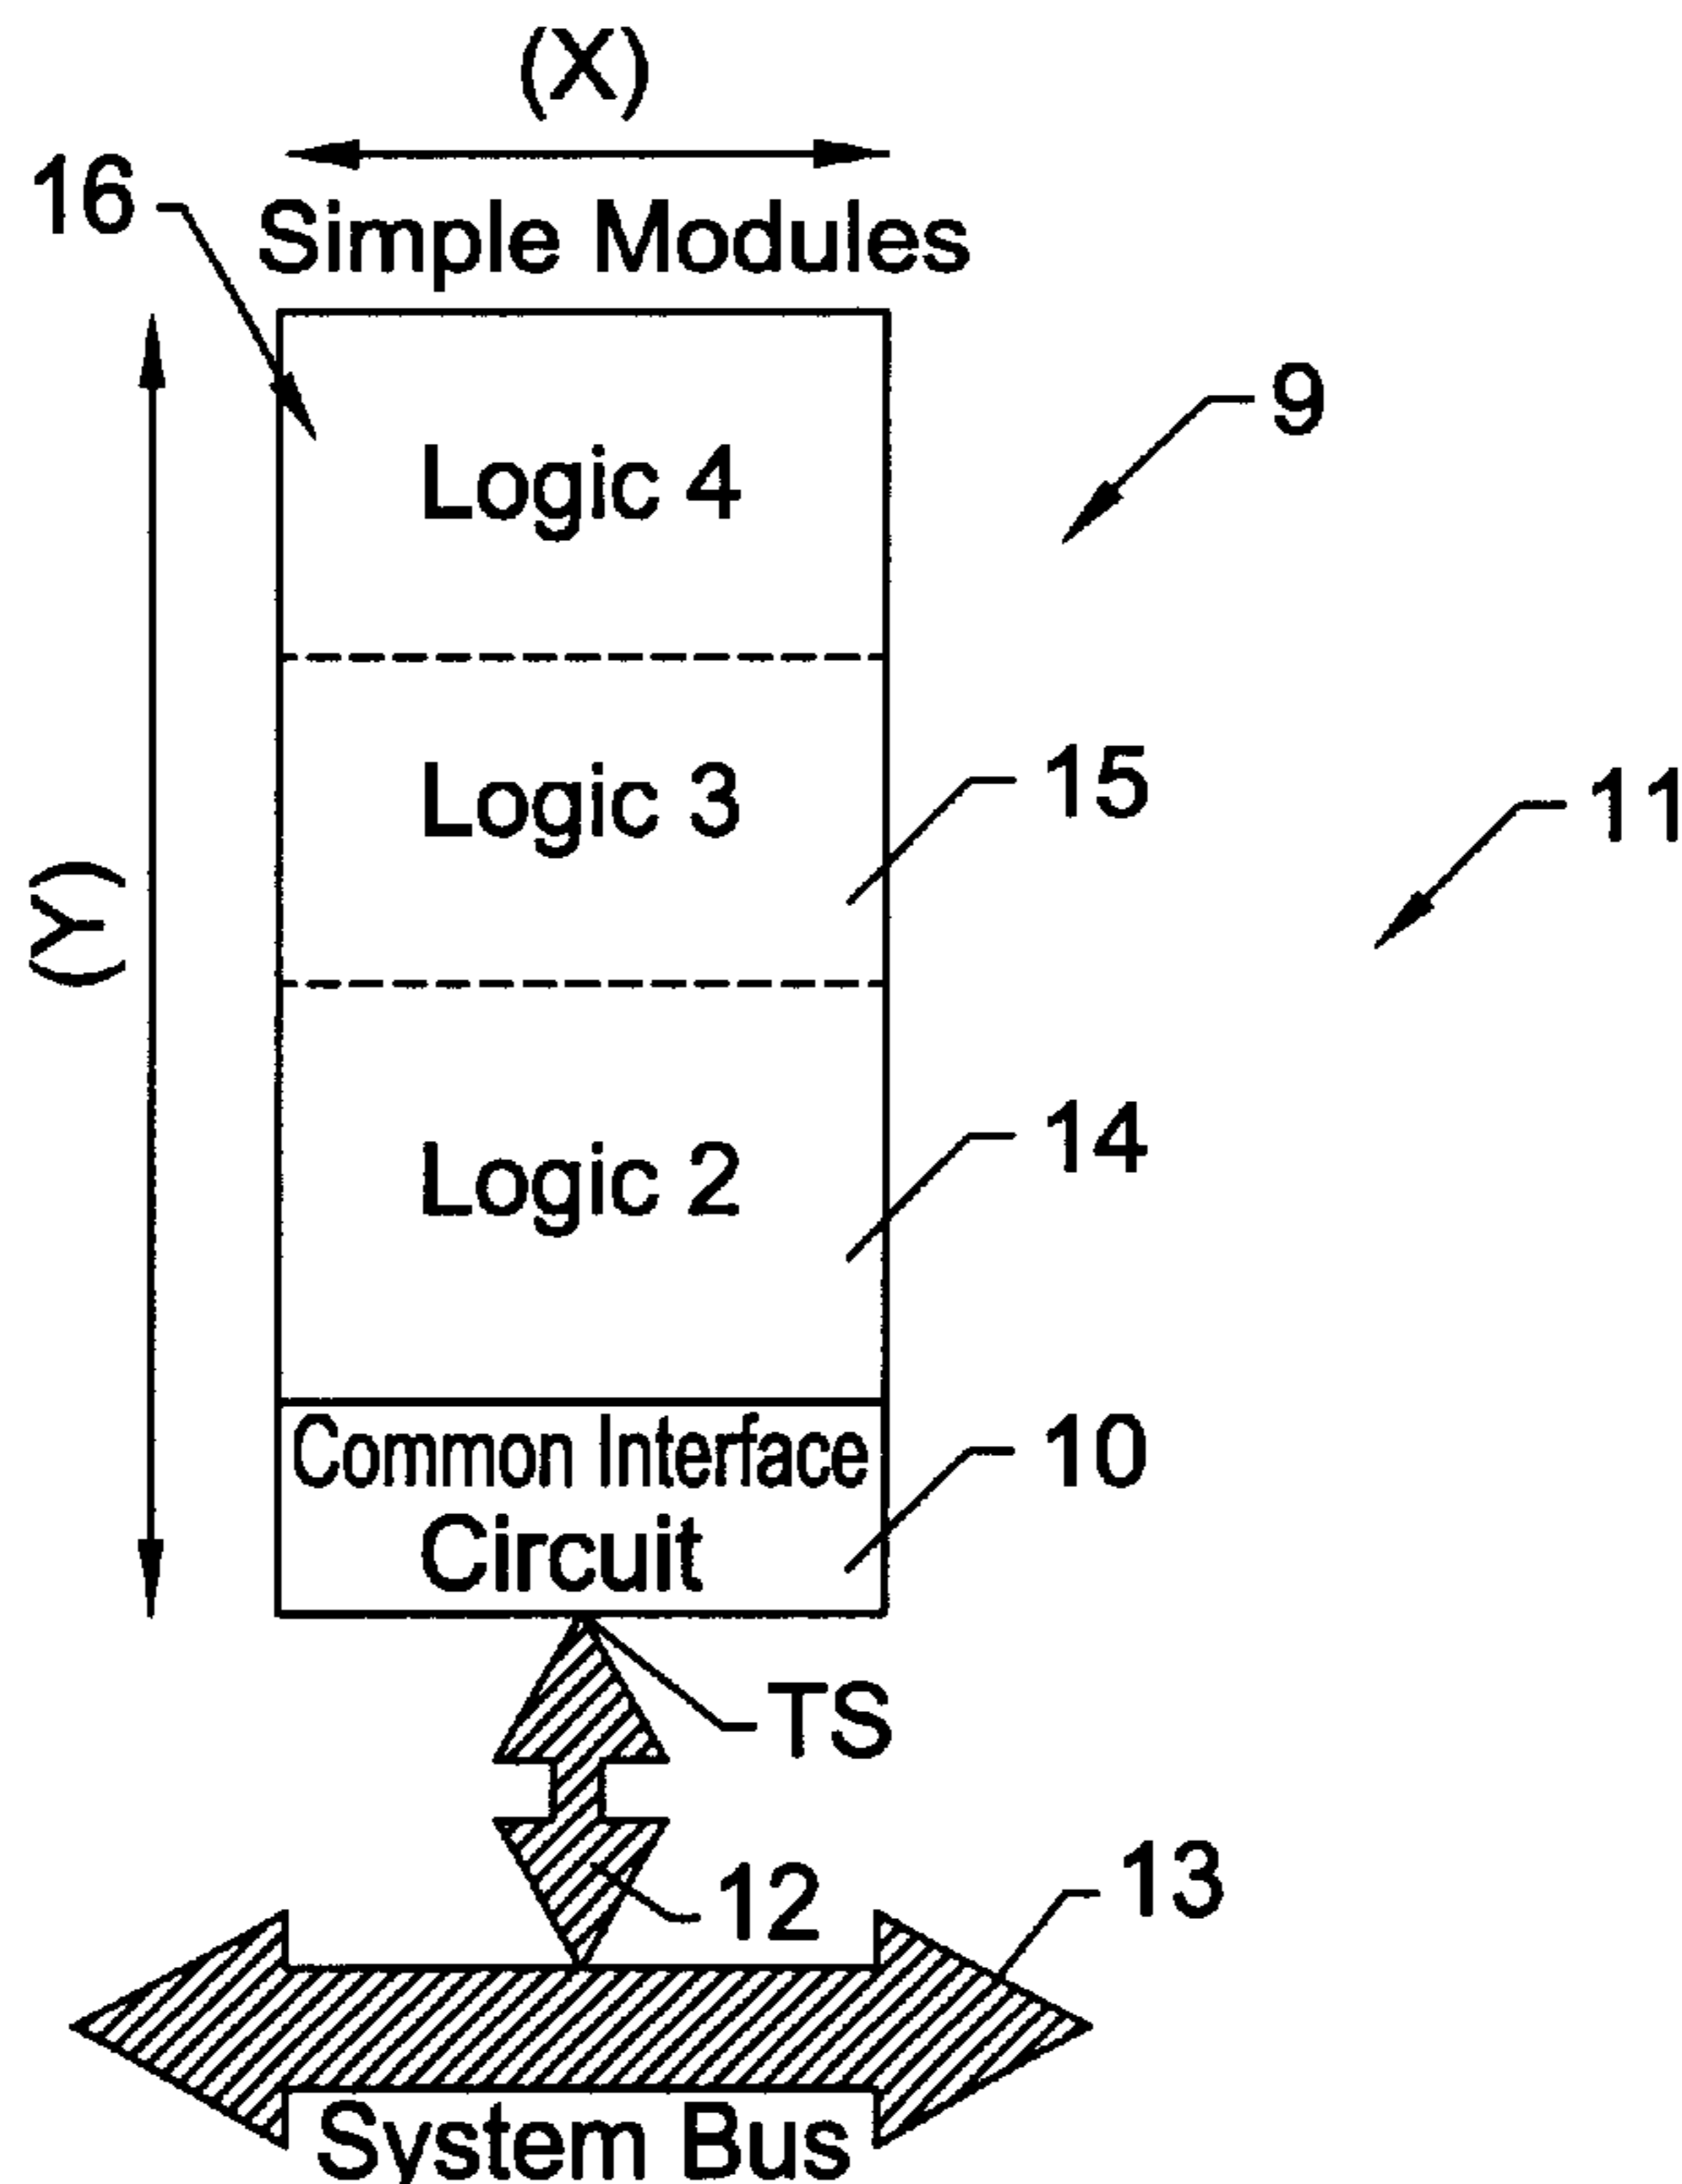 (X)
16
Simple Modules
9
Logic 4
15
Logic 3
11
(Y)
14
Logic 2
10
Common Interface
Circuit
TS
12
13
System Bus